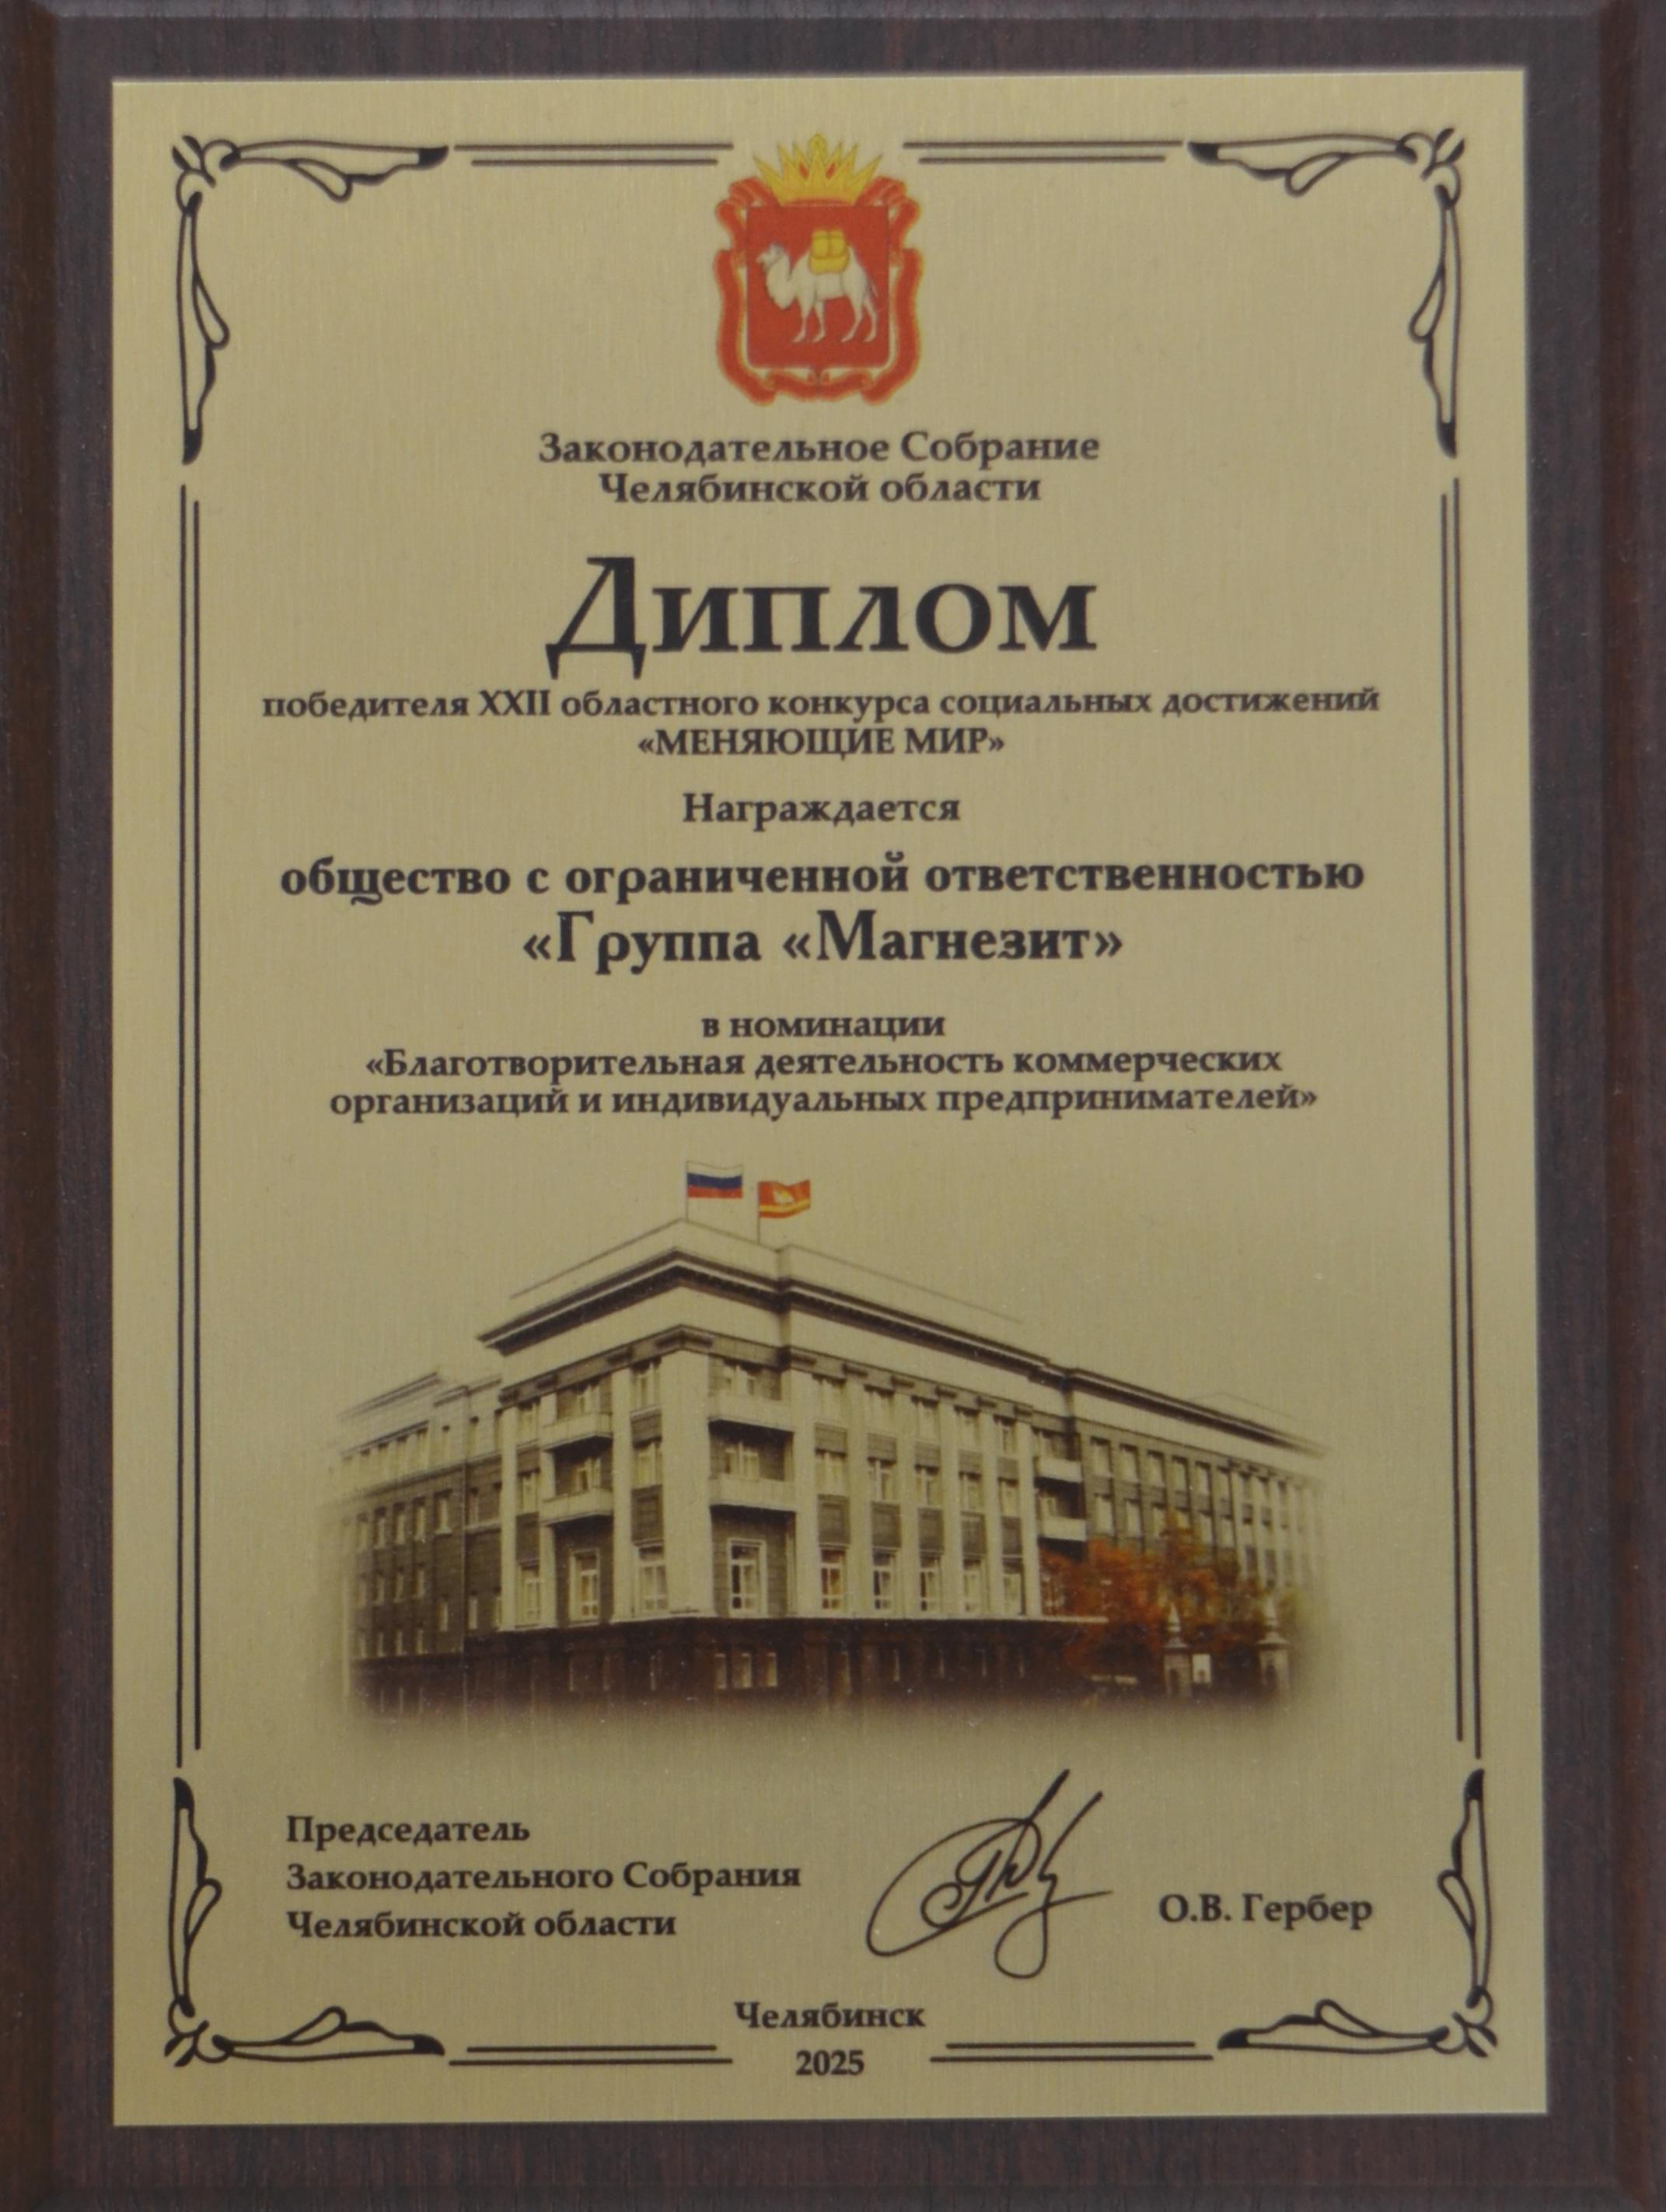 Законодательное Собрание
Челябинской области
Диплом
победителя XXII областного конкурса социальных достижений
«МЕНЯЮЩИЕ МИР»
Награждается
общество с ограниченной ответственностью
«Группа «Магнезит»
в номинации
«Благотворительная деятельность коммерческих
организаций и индивидуальных предпринимателей»
Председатель
Законодательного Собрания
Челябинской области
О.В. Гербер
Челябинск
2025